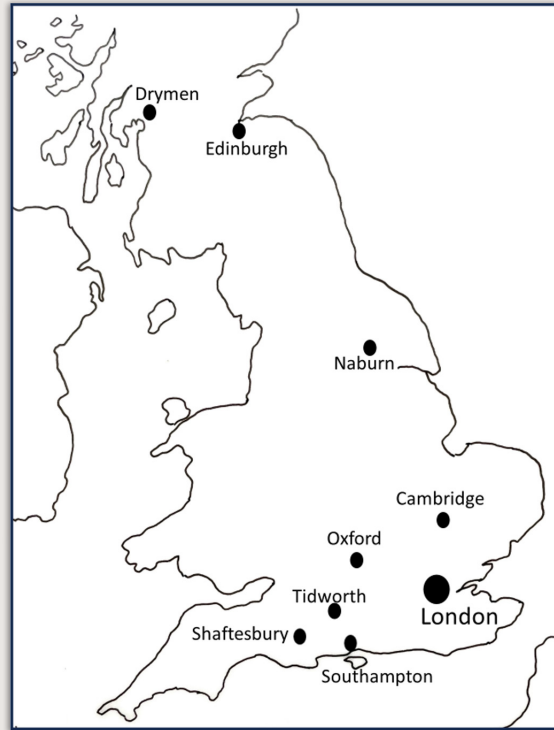 Drymen
Edinburgh
Naburn
Cambridge
Oxford
Tidworth
London
Shaftesbury
Southampton